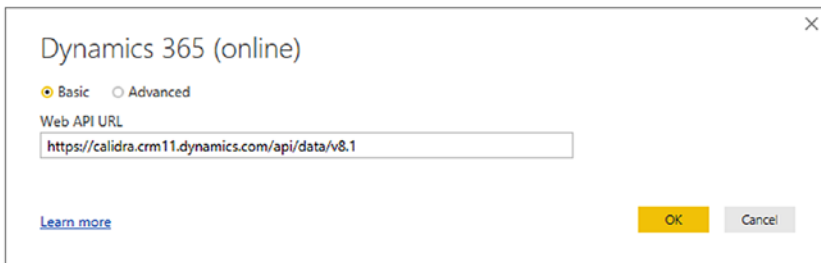 Dynamics 365 (online)
Basic Advanced
Web API URL
https://calidra.crm11.dynamics.com/api/data/v8.1
Learn more OK Cancel